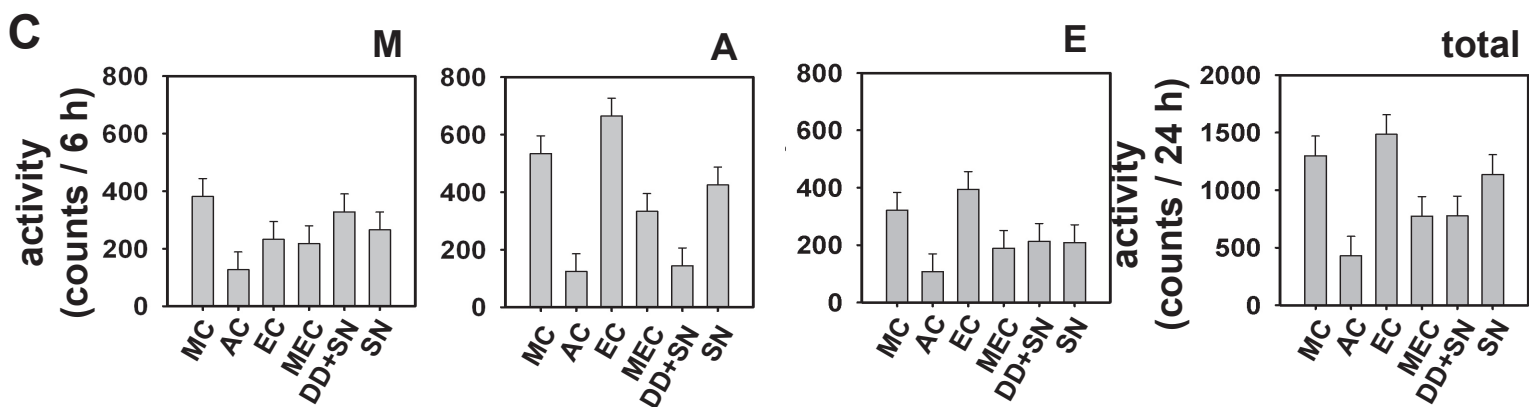 C
M
activity
(counts / 6 h)
800
600
400
200
0
MC
AC
EC
MEC
DD+SN
SN
A
800
600
400
200
0
MC
AC
EC
MEC
DD+SN
SN
E
800
600
400
200
0
MC
AC
EC
MEC
DD+SN
SN
total
activity
(counts / 24 h)
2000
1500
1000
500
0
MC
AC
EC
MEC
DD+SN
SN